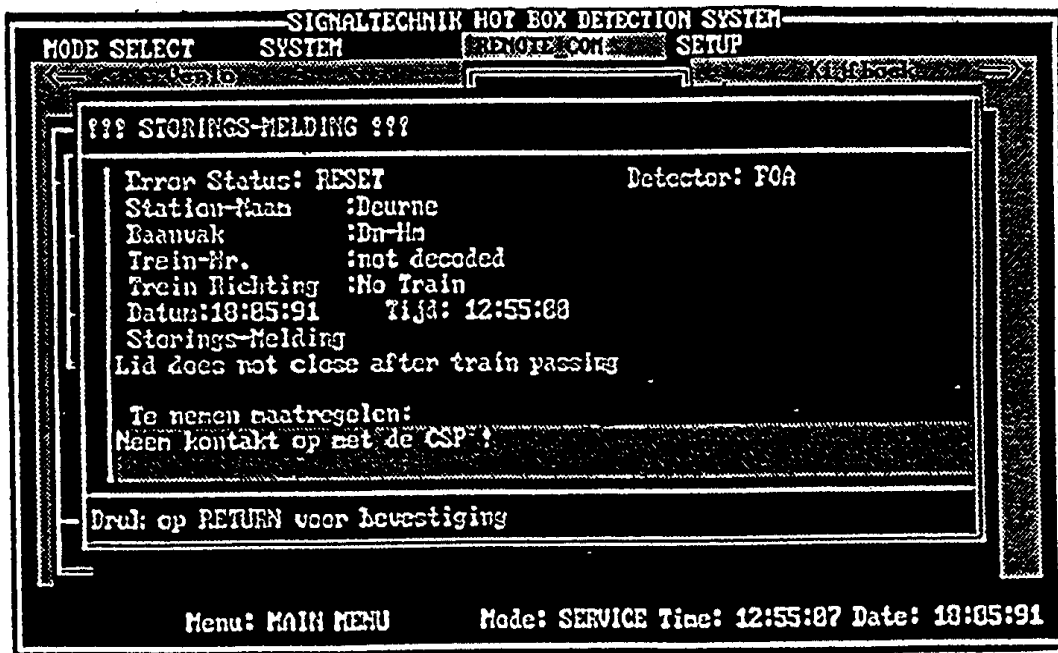 SIGNALTECHNIK HOT BOX DETECTION SYSTEM
MODE SELECT SYSTEM REMOTE COM SETUP
Venlo
!!! STORINGS-MELDING !!!
Error Status: RESET Detector: FOA
Station-Naam :Deurne
Baanvak :Dn-Hm
Trein-Nr. :not decoded
Trein Richting :No Train
Datum:18:05:91 Tijd: 12:55:00
Storings-Melding
Lid does not close after train passing
Te nemen maatregelen:
Neem kontakt op met de CSP !
Druk op RETURN voor bevestiging
Menu: MAIN MENU Mode: SERVICE Time: 12:55:07 Date: 18:05:91